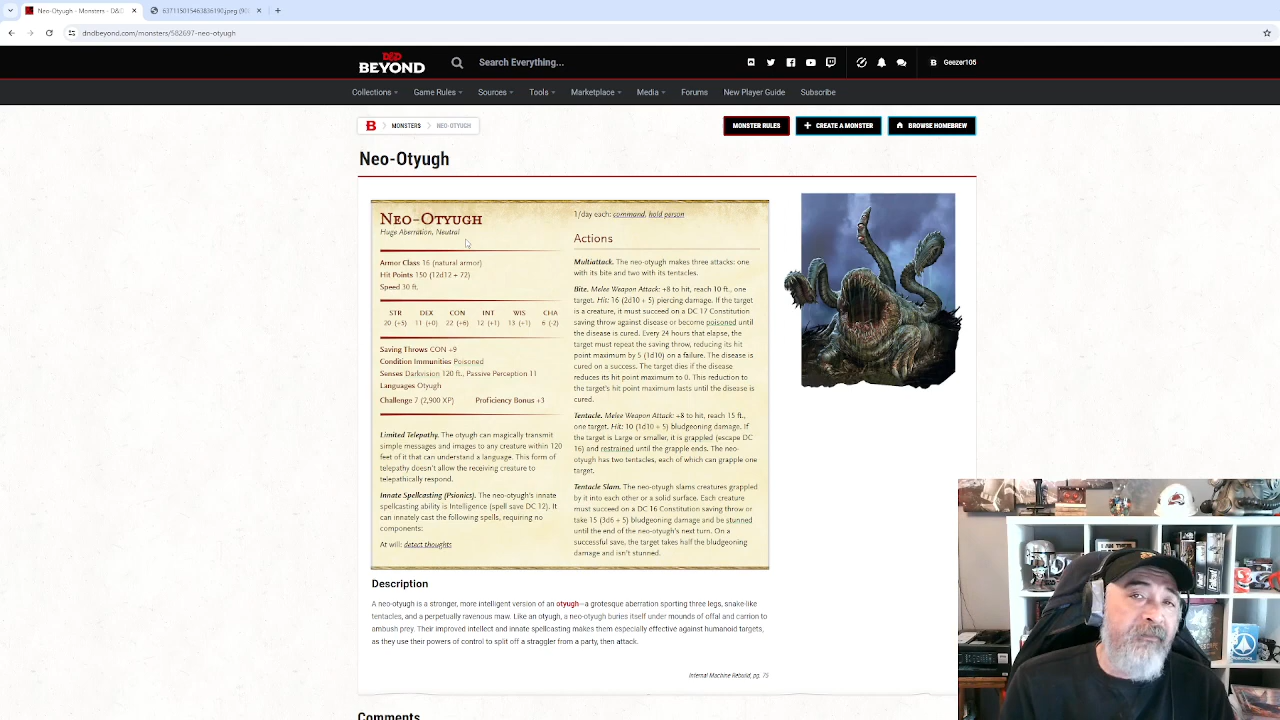 Neo-Otyugh - Monsters - D&D
637115015463836190.jpeg (90
dndbeyond.com/monsters/582697-neo-otyugh
D&D
BEYOND
Search Everything...
Geezer105
Collections
Game Rules
Sources
Tools
Marketplace
Media
Forums
New Player Guide
Subscribe
MONSTERS
NEO-OTYUGH
MONSTER RULES
CREATE A MONSTER
BROWSE HOMEBREW
Neo-Otyugh
Neo-Otyugh
Huge Aberration, Neutral
Armor Class 16 (natural armor)
Hit Points 150 (12d12 + 72)
Speed 30 ft.
STR DEX CON INT WIS CHA
20 (+5) 11 (+0) 22 (+6) 12 (+1) 13 (+1) 6 (-2)
Saving Throws CON +9
Condition Immunities Poisoned
Senses Darkvision 120 ft., Passive Perception 11
Languages Otyugh
Challenge 7 (2,900 XP) Proficiency Bonus +3
Limited Telepathy. The otyugh can magically transmit
simple messages and images to any creature within 120
feet of it that can understand a language. This form of
telepathy doesn't allow the receiving creature to
telepathically respond.
Innate Spellcasting (Psionics). The neo-otyugh's innate
spellcasting ability is Intelligence (spell save DC 12). It
can innately cast the following spells, requiring no
components:
At will: detect thoughts
1/day each: command, hold person
Actions
Multiattack. The neo-otyugh makes three attacks: one
with its bite and two with its tentacles.
Bite. Melee Weapon Attack: +8 to hit, reach 10 ft., one
target. Hit: 16 (2d10 + 5) piercing damage. If the target
is a creature, it must succeed on a DC 17 Constitution
saving throw against disease or become poisoned until
the disease is cured. Every 24 hours that elapse, the
target must repeat the saving throw, reducing its hit
point maximum by 5 (1d10) on a failure. The disease is
cured on a success. The target dies if the disease
reduces its hit point maximum to 0. This reduction to
the target's hit point maximum lasts until the disease is
cured.
Tentacle. Melee Weapon Attack: +8 to hit, reach 15 ft.,
one target. Hit: 10 (1d10 + 5) bludgeoning damage. If
the target is Large or smaller, it is grappled (escape DC
16) and restrained until the grapple ends. The neo-
otyugh has two tentacles, each of which can grapple one
target.
Tentacle Slam. The neo-otyugh slams creatures grappled
by it into each other or a solid surface. Each creature
must succeed on a DC 16 Constitution saving throw or
take 15 (3d6 + 5) bludgeoning damage and be stunned
until the end of the neo-otyugh's next turn. On a
successful save, the target takes half the bludgeoning
damage and isn't stunned.
Description
A neo-otyugh is a stronger, more intelligent version of an otyugh—a grotesque aberration sporting three legs, snake-like
tentacles, and a perpetually ravenous maw. Like an otyugh, a neo-otyugh buries itself under mounds of offal and carrion to
ambush prey. Their improved intellect and innate spellcasting makes them especially effective against humanoid targets,
as they use their powers of control to split off a straggler from a party, then attack.
Internal Machine Rebuild, pg. 75
Comments